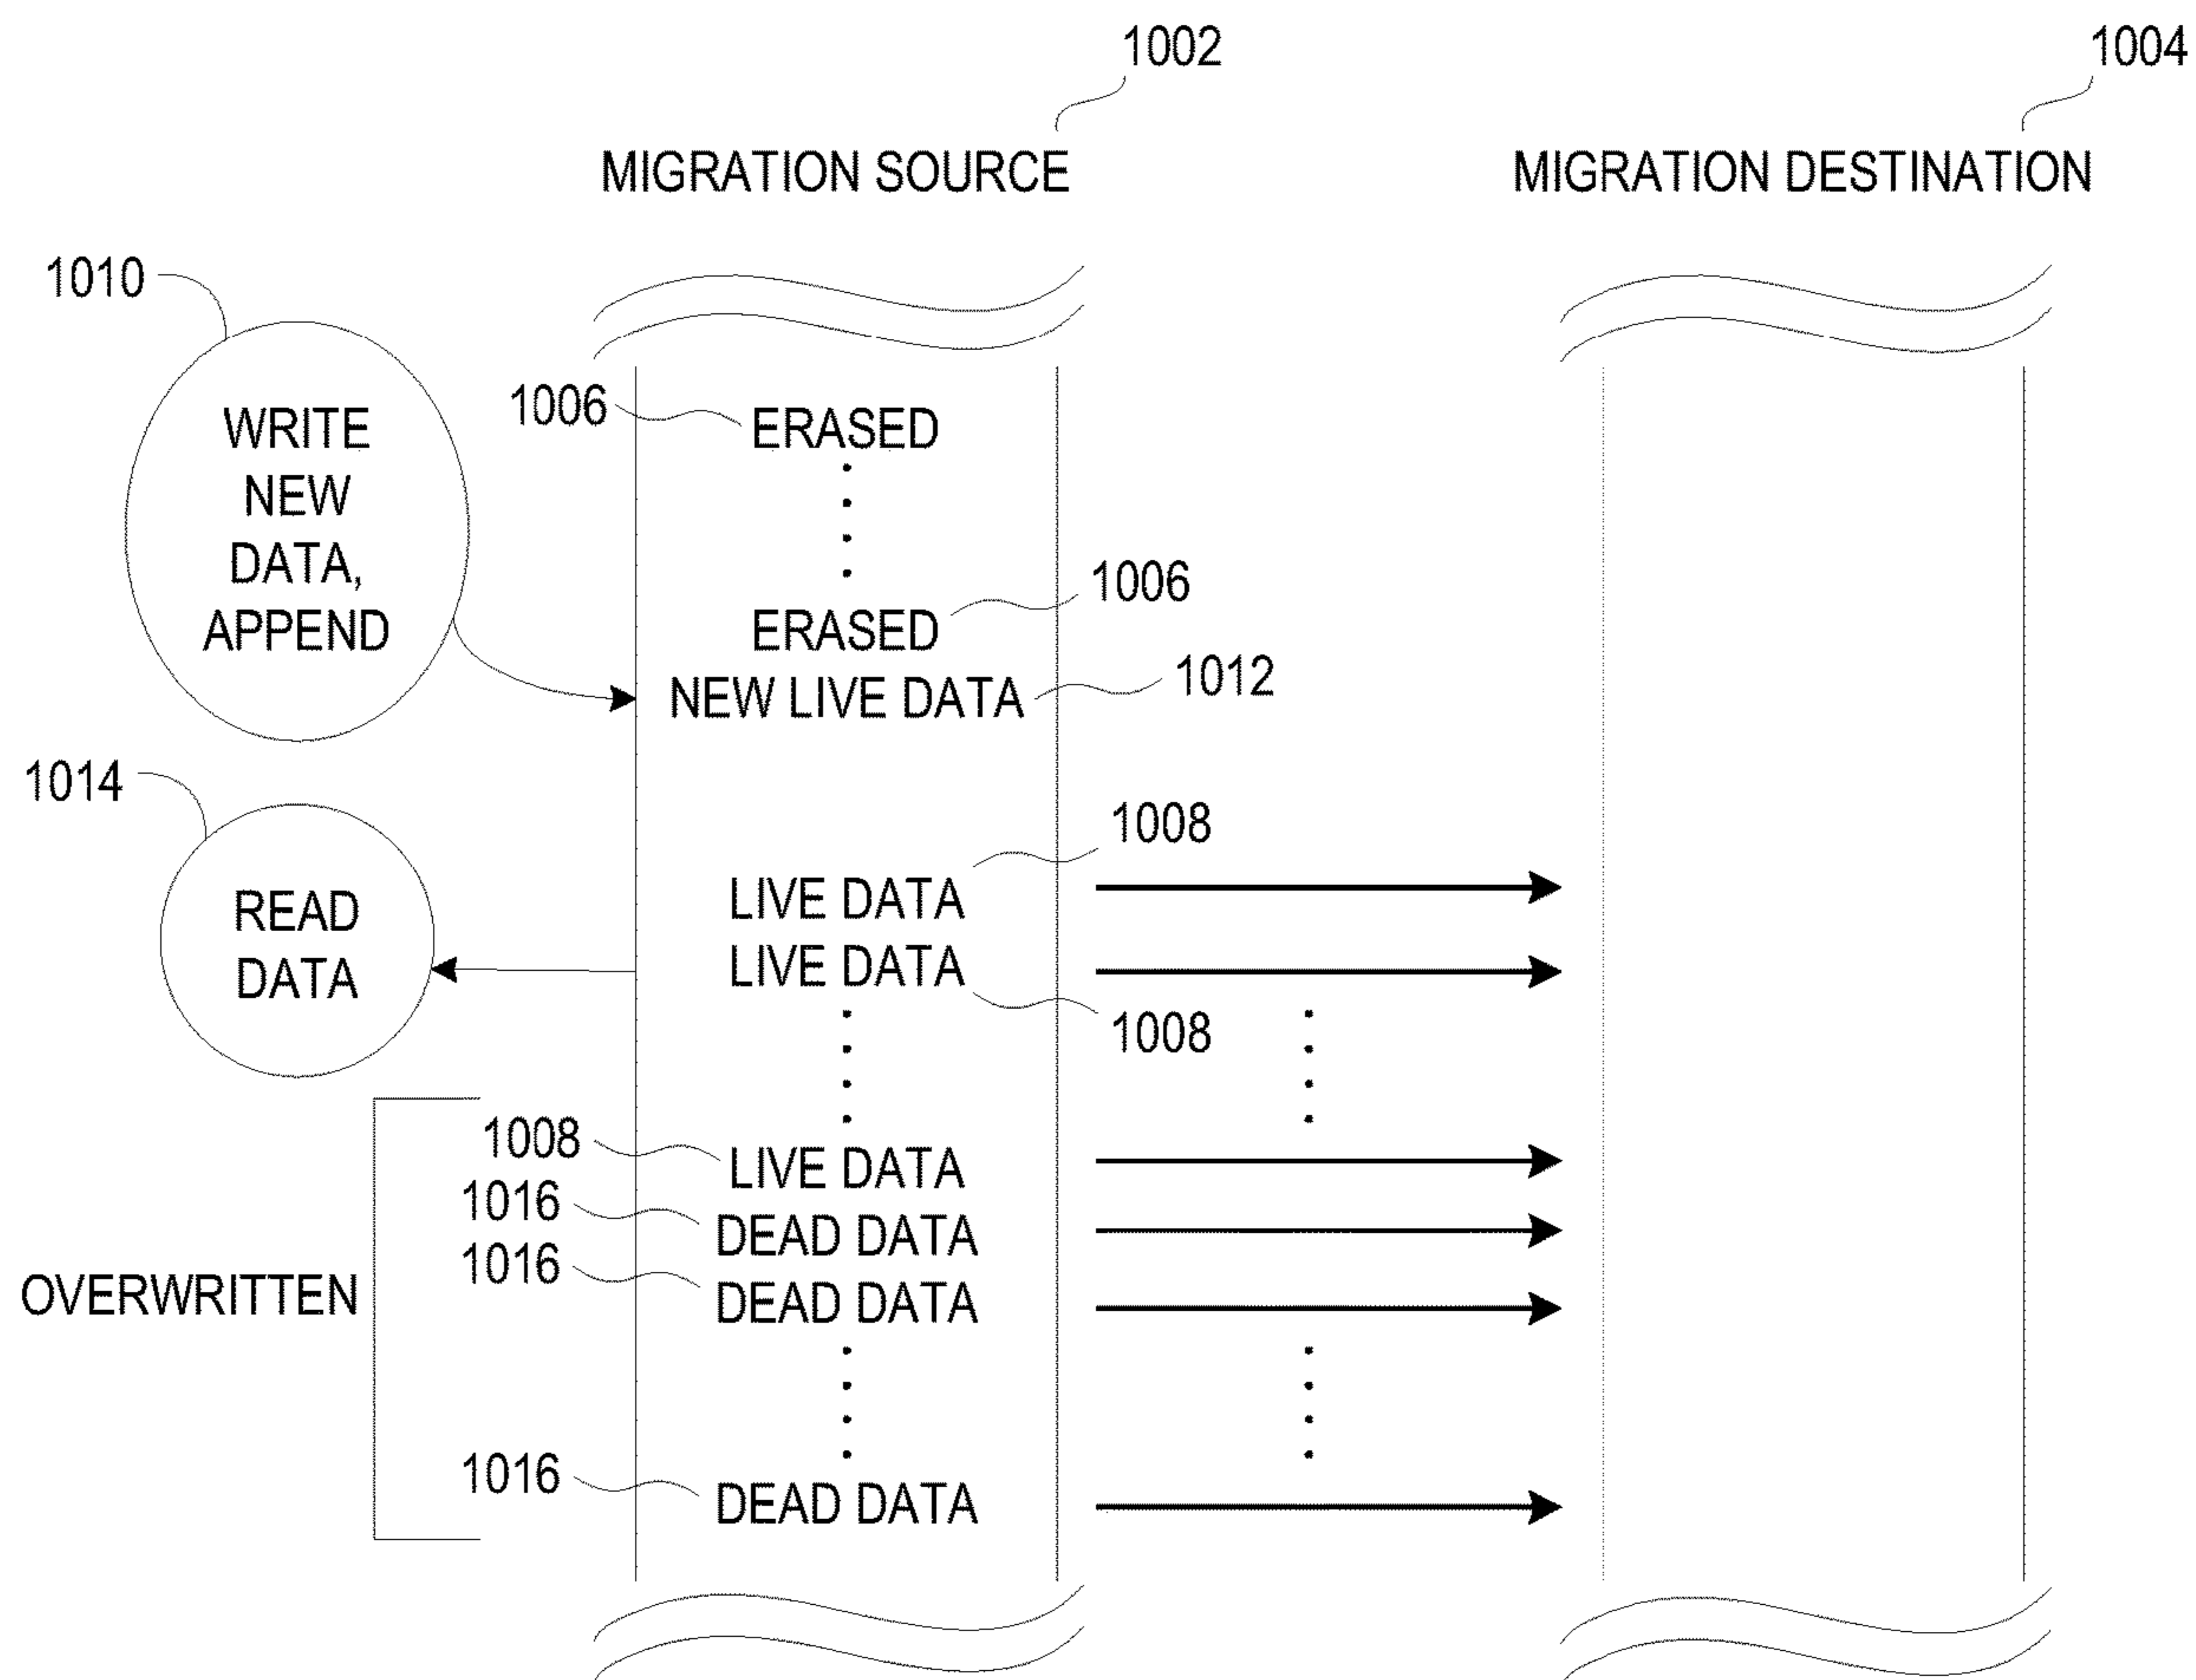 1002
1004
MIGRATION SOURCE
MIGRATION DESTINATION
1010
WRITE
NEW
DATA,
APPEND
1006
ERASED
1006
ERASED
NEW LIVE DATA
1012
1014
READ
DATA
1008
LIVE DATA
LIVE DATA
1008
1008
LIVE DATA
1016
DEAD DATA
1016
DEAD DATA
OVERWRITTEN
1016
DEAD DATA